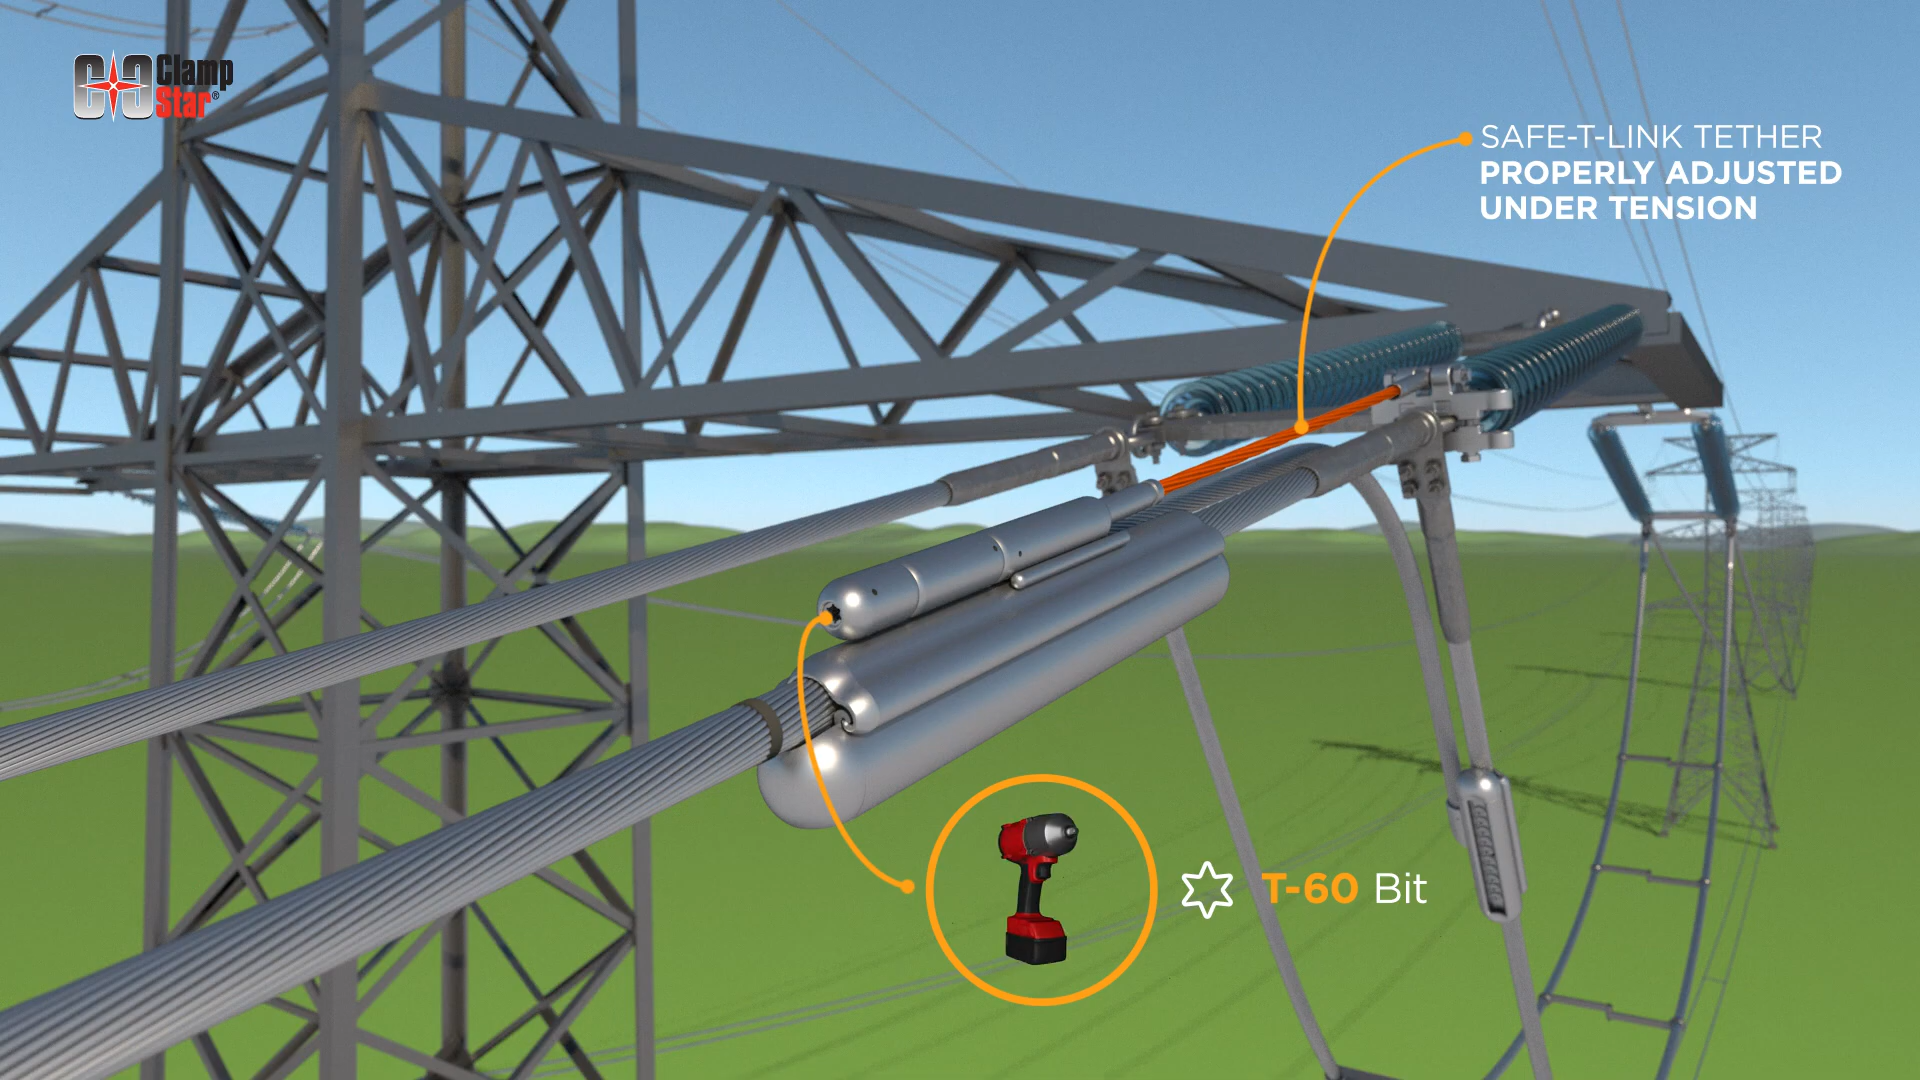 Clamp
Star®
SAFE-T-LINK TETHER
PROPERLY ADJUSTED
UNDER TENSION
T-60 Bit